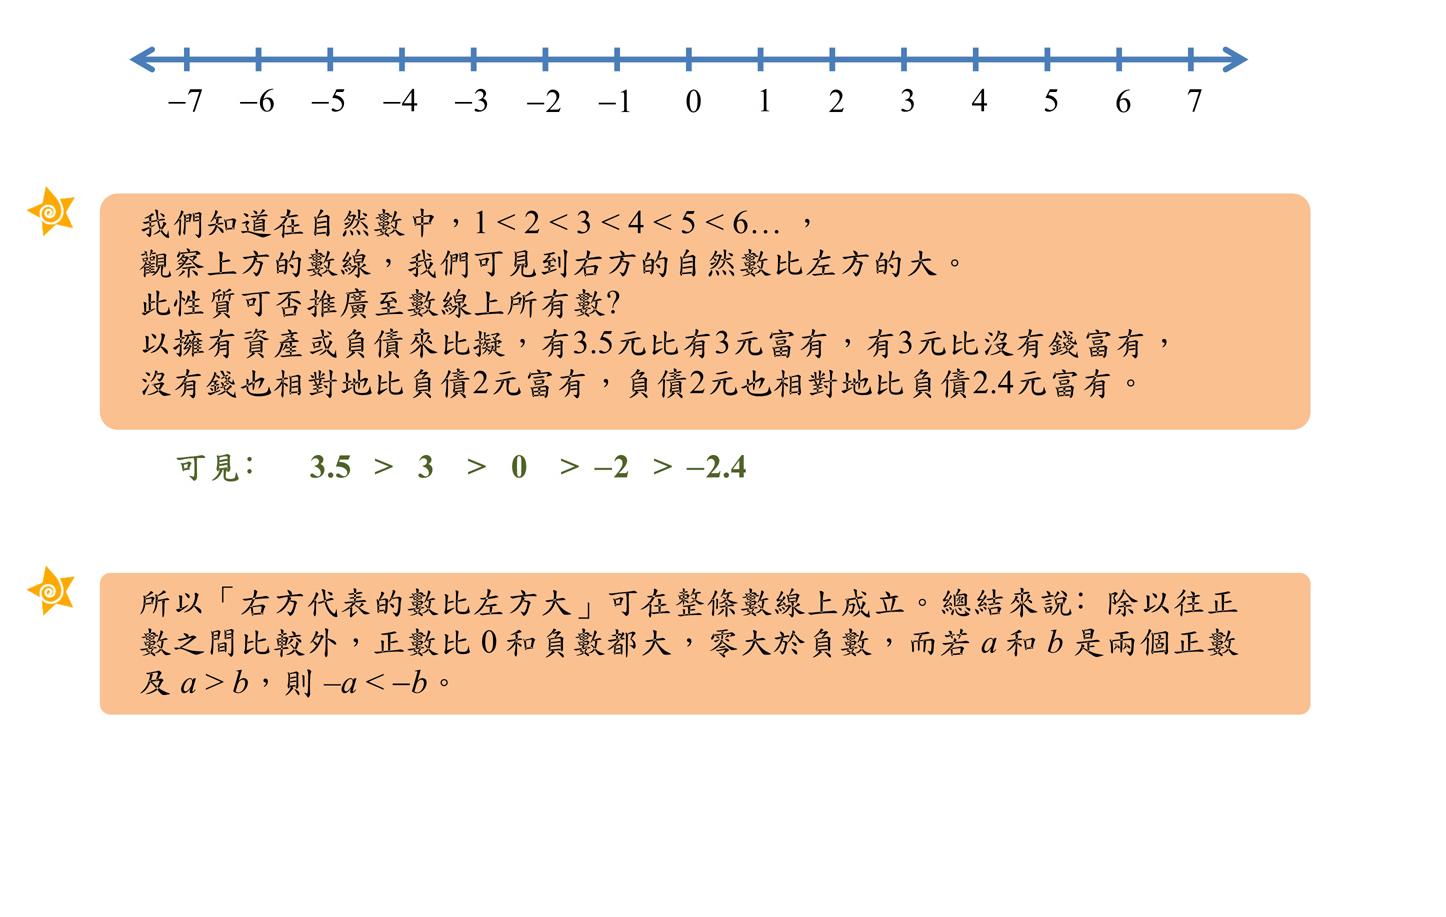 –7 –6 –5 –4 –3 –2 –1 0 1 2 3 4 5 6 7
我們知道在自然數中，1 < 2 < 3 < 4 < 5 < 6… ，
觀察上方的數線，我們可見到右方的自然數比左方的大。
此性質可否推廣至數線上所有數?
以擁有資產或負債來比擬，有3.5元比有3元富有，有3元比沒有錢富有，
沒有錢也相對地比負債2元富有，負債2元也相對地比負債2.4元富有。
可見： 3.5 > 3 > 0 > –2 > –2.4
所以「右方代表的數比左方大」可在整條數線上成立。總結來說：除以往正
數之間比較外，正數比 0 和負數都大，零大於負數，而若 a 和 b 是兩個正數
及 a > b，則 –a < –b。